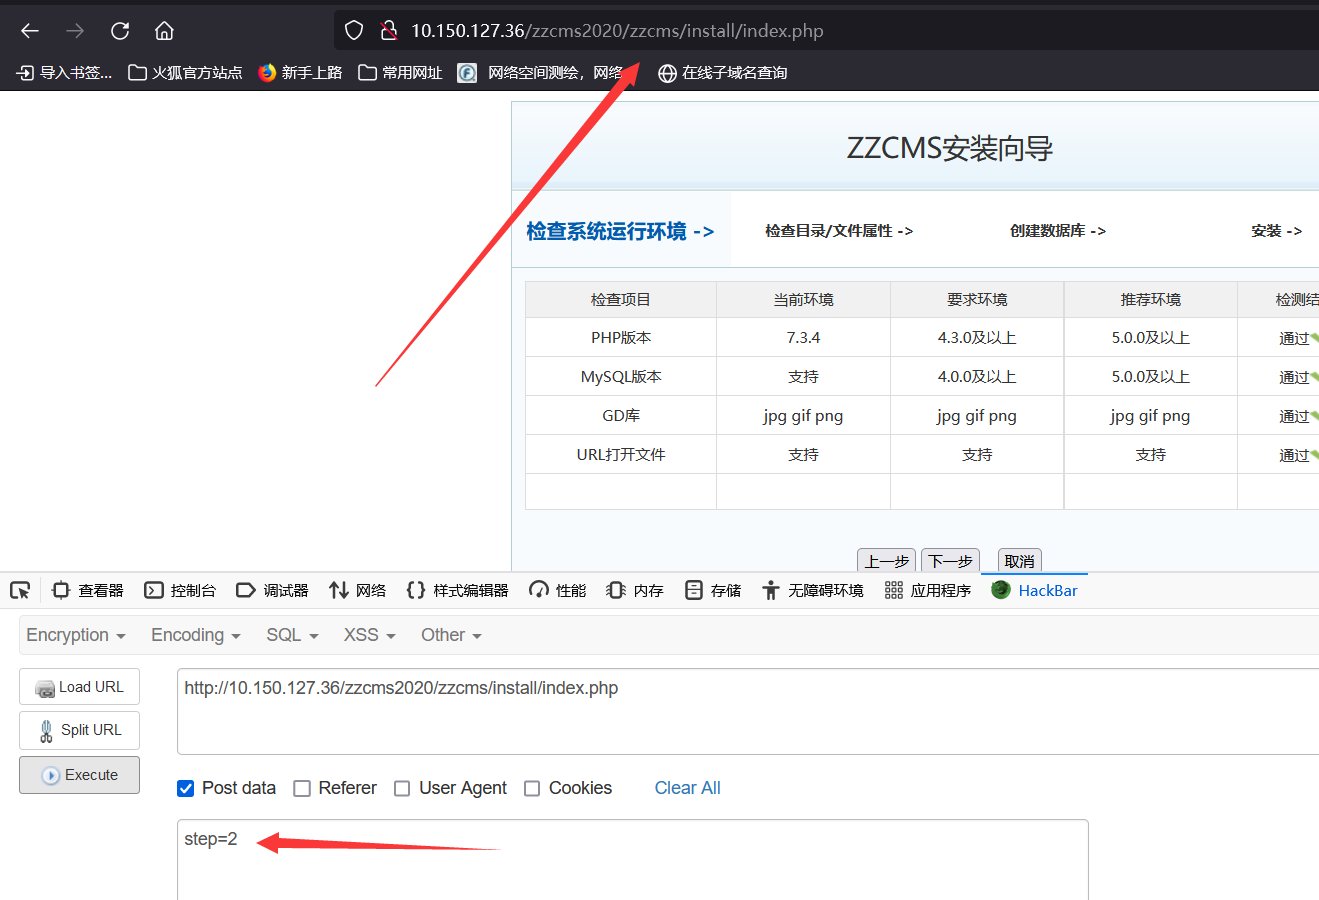 10.150.127.36/zzcms2020/zzcms/install/index.php
导入书签... 火狐官方站点 新手上路 常用网址 网络空间测绘，网络 在线子域名查询
ZZCMS安装向导
检查系统运行环境 -> 检查目录/文件属性 -> 创建数据库 -> 安装 ->
检查项目 当前环境 要求环境 推荐环境 检测结
PHP版本 7.3.4 4.3.0及以上 5.0.0及以上 通过
MySQL版本 支持 4.0.0及以上 5.0.0及以上 通过
GD库 jpg gif png jpg gif png jpg gif png 通过
URL打开文件 支持 支持 支持 通过
上一步 下一步 取消
查看器 控制台 调试器 网络 样式编辑器 性能 内存 存储 无障碍环境 应用程序 HackBar
Encryption Encoding SQL XSS Other
Load URL
http://10.150.127.36/zzcms2020/zzcms/install/index.php
Split URL
Execute
Post data Referer User Agent Cookies Clear All
step=2